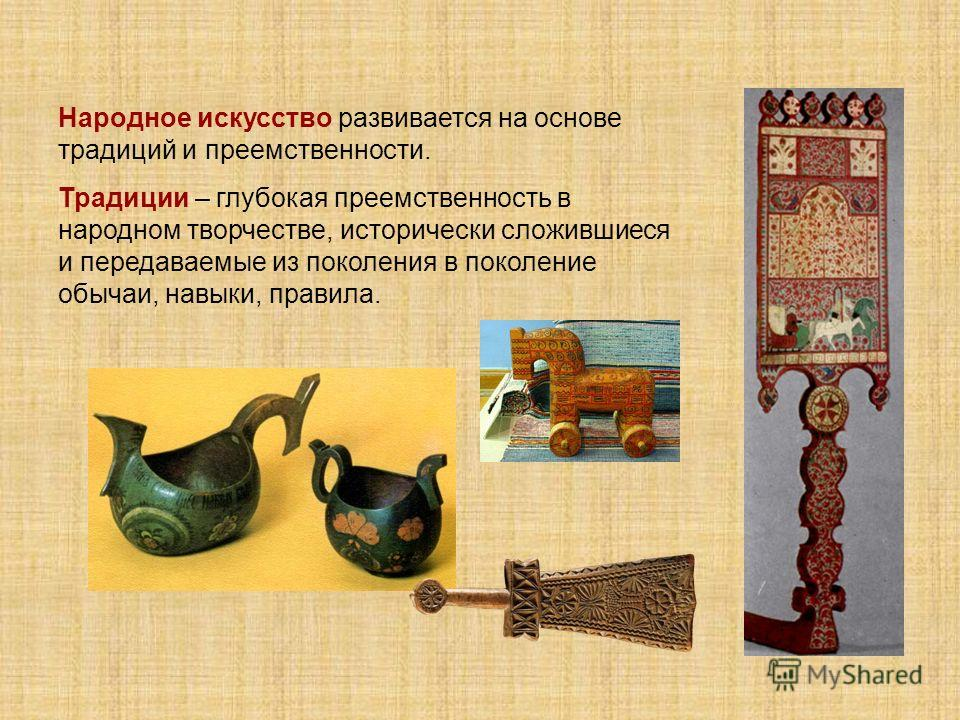 Народное искусство развивается на основе
традиций и преемственности.
Традиции – глубокая преемственность в
народном творчестве, исторически сложившиеся
и передаваемые из поколения в поколение
обычаи, навыки, правила.
MyShared